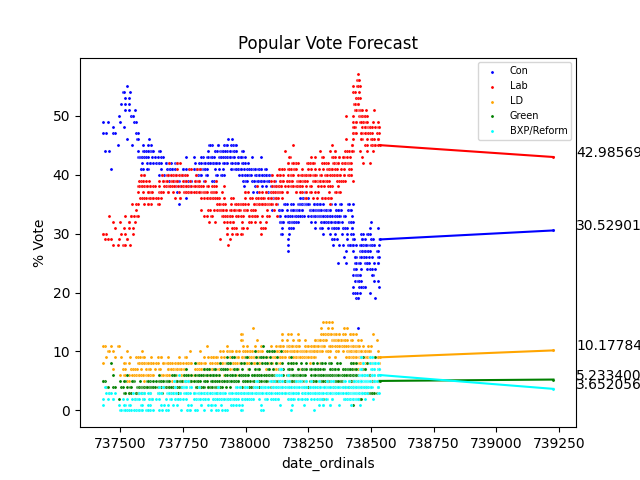 Popular Vote Forecast
Con
Lab
LD
Green
BXP/Reform
50
40
30
20
10
0
% Vote
42.98569
30.52901
10.17784
5.233400
3.652056
737500 737750 738000 738250 738500 738750 739000 739250
date_ordinals